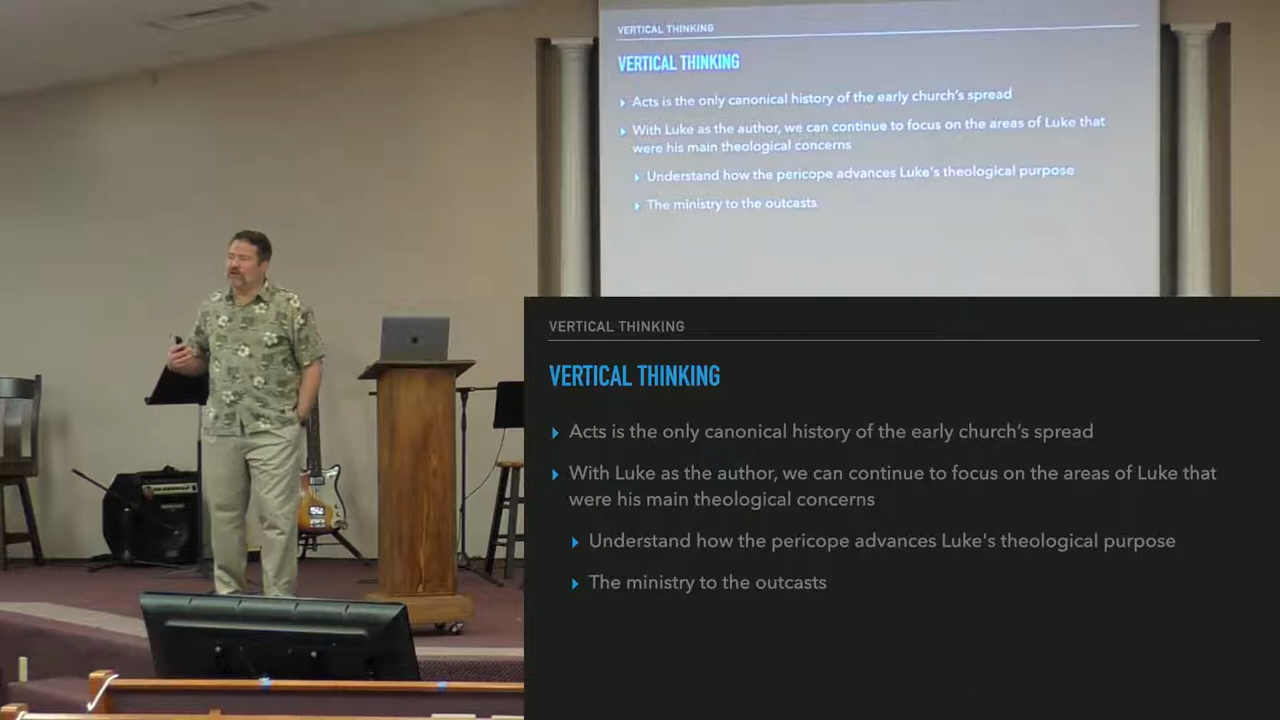 VERTICAL THINKING
VERTICAL THINKING
Acts is the only canonical history of the early church's spread
With Luke as the author, we can continue to focus on the areas of Luke that
were his main theological concerns
Understand how the pericope advances Luke's theological purpose
The ministry to the outcasts
VERTICAL THINKING
VERTICAL THINKING
Acts is the only canonical history of the early church's spread
With Luke as the author, we can continue to focus on the areas of Luke that
were his main theological concerns
Understand how the pericope advances Luke's theological purpose
The ministry to the outcasts